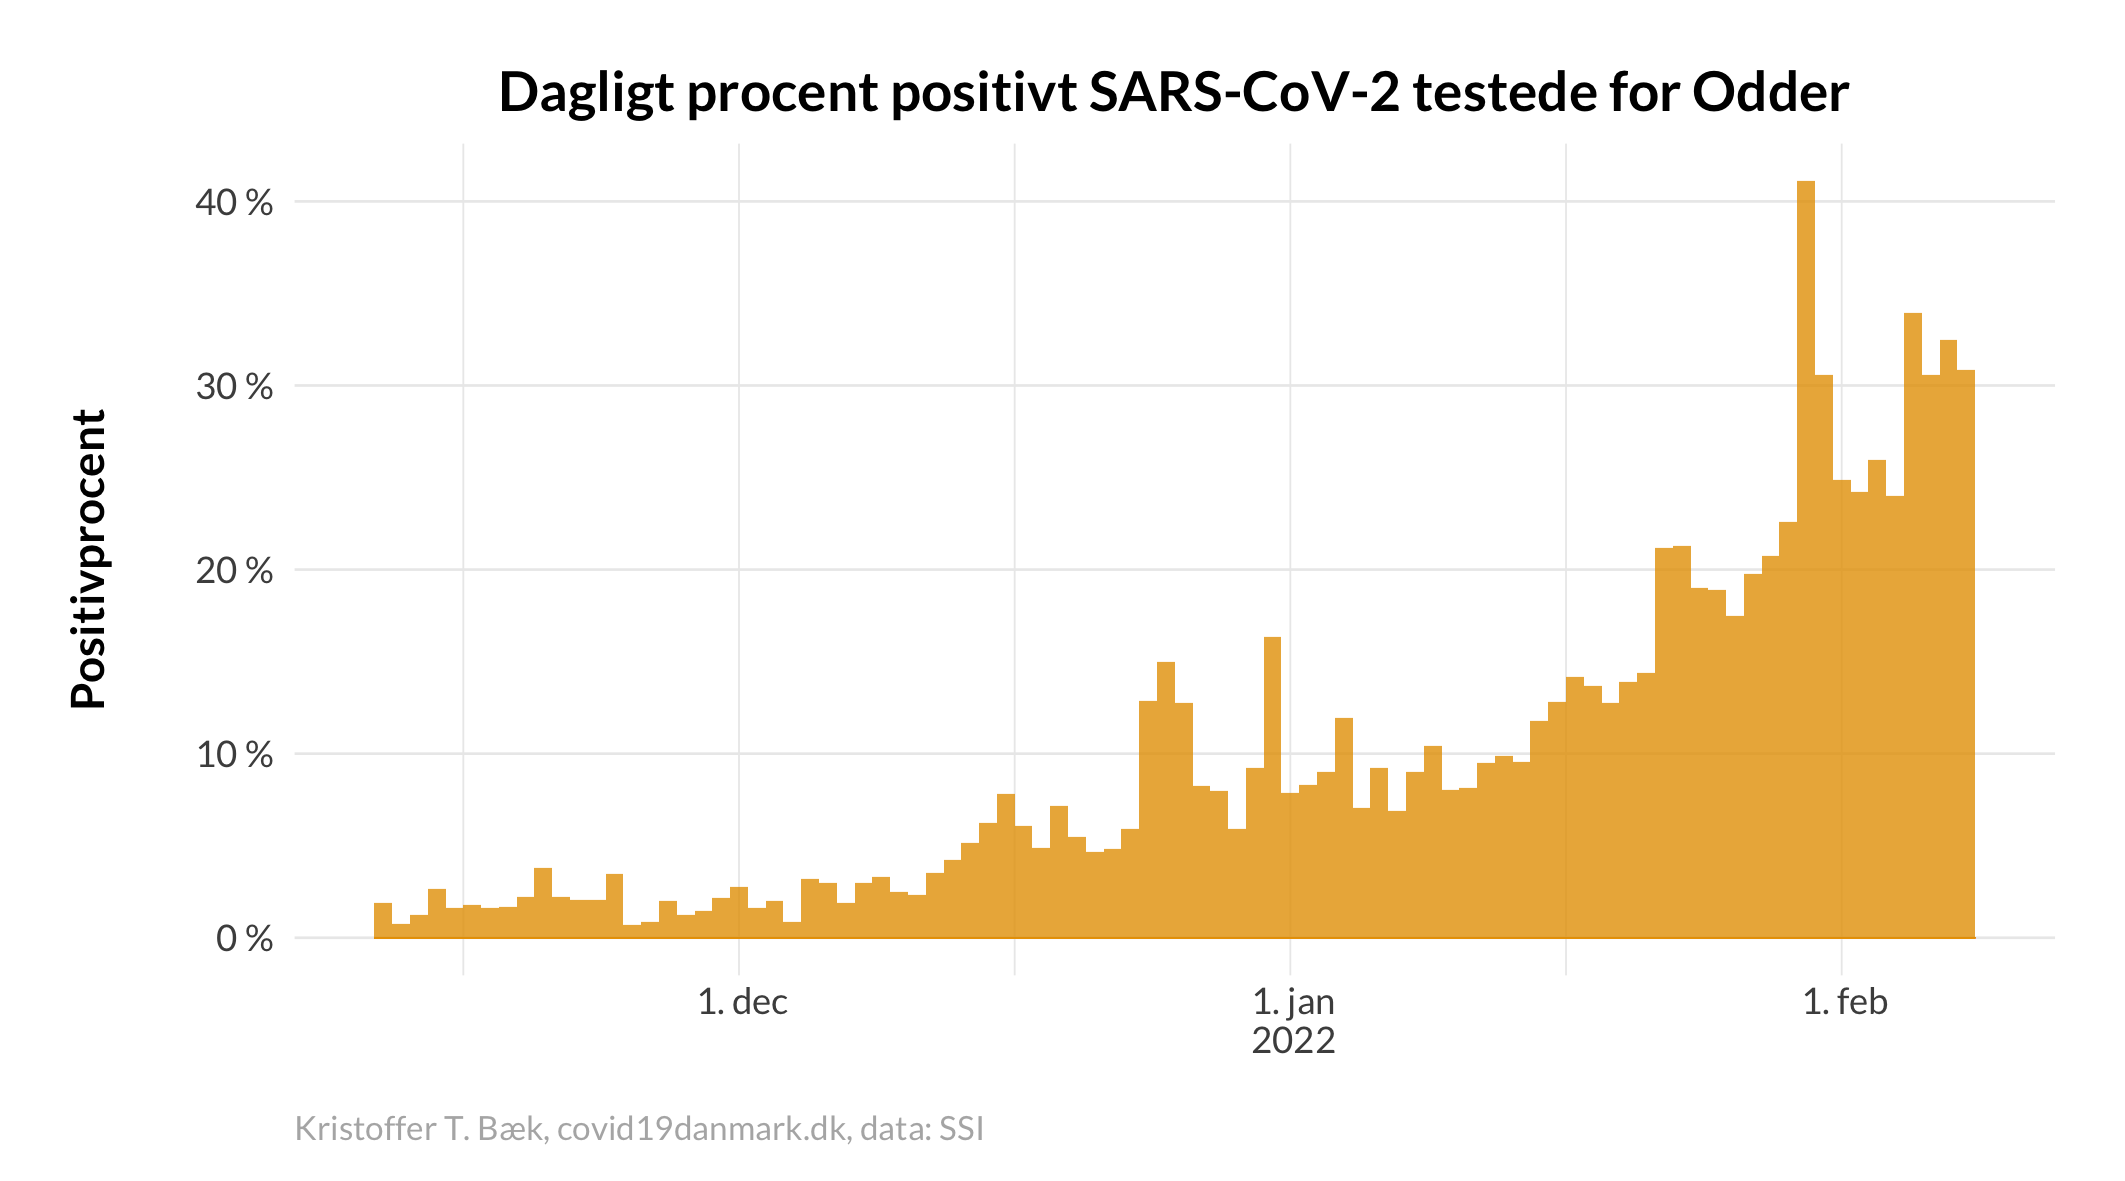 Dagligt procent positivt SARS-CoV-2 testede for Odder
Positivprocent
40 %
30 %
20 %
10 %
0 %
1. dec
1. jan
2022
1. feb
Kristoffer T. Bæk, covid19danmark.dk, data: SSI